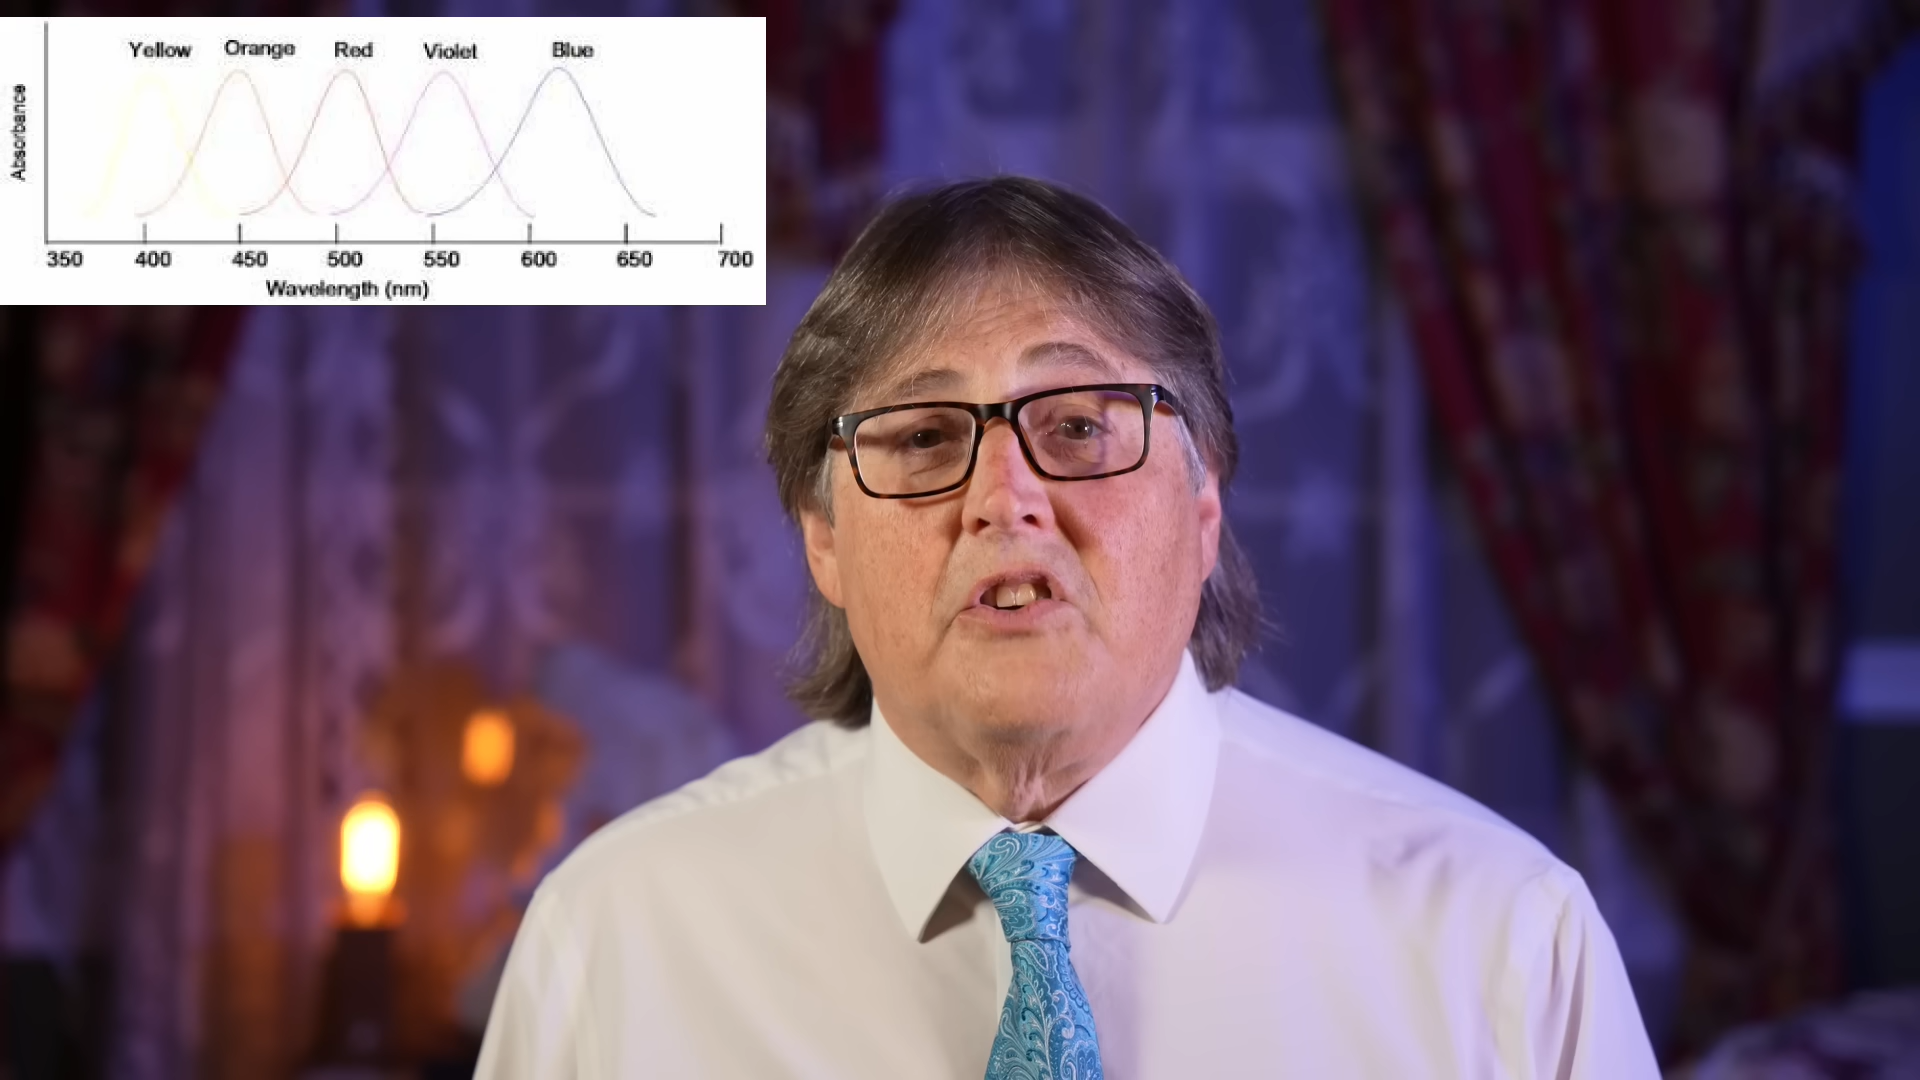 Yellow Orange Red Violet Blue
Absorbance
350 400 450 500 550 600 650 700
Wavelength (nm)